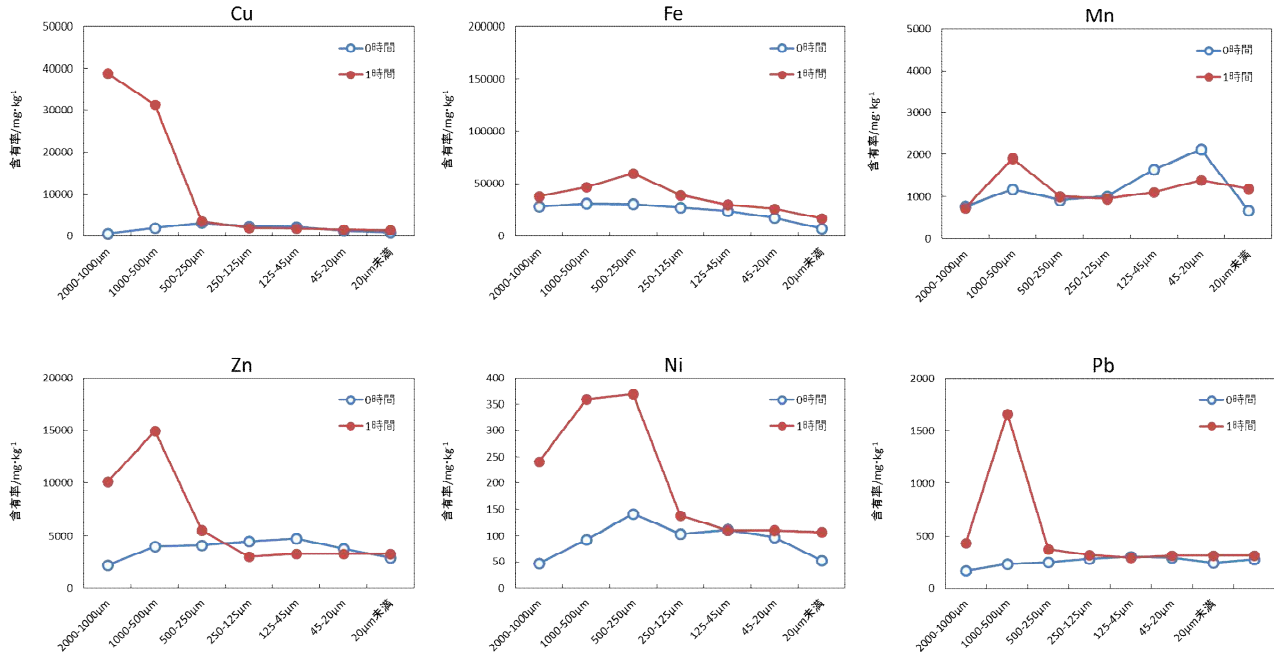 Cu
含有率/mg・kg-1
50000
40000
30000
20000
10000
0
0時間
1時間
2000-1000μm
1000-500μm
500-250μm
250-125μm
125-45μm
45-20μm
20μm未満
Fe
含有率/mg・kg-1
200000
150000
100000
50000
0
0時間
1時間
2000-1000μm
1000-500μm
500-250μm
250-125μm
125-45μm
45-20μm
20μm未満
Mn
含有率/mg・kg-1
5000
4000
3000
2000
1000
0
0時間
1時間
2000-1000μm
1000-500μm
500-250μm
250-125μm
125-45μm
45-20μm
20μm未満
Zn
含有率/mg・kg-1
20000
15000
10000
5000
0
0時間
1時間
2000-1000μm
1000-500μm
500-250μm
250-125μm
125-45μm
45-20μm
20μm未満
Ni
含有率/mg・kg-1
400
350
300
250
200
150
100
50
0
0時間
1時間
2000-1000μm
1000-500μm
500-250μm
250-125μm
125-45μm
45-20μm
20μm未満
Pb
含有率/mg・kg-1
2000
1500
1000
500
0
0時間
1時間
2000-1000μm
1000-500μm
500-250μm
250-125μm
125-45μm
45-20μm
20μm未満